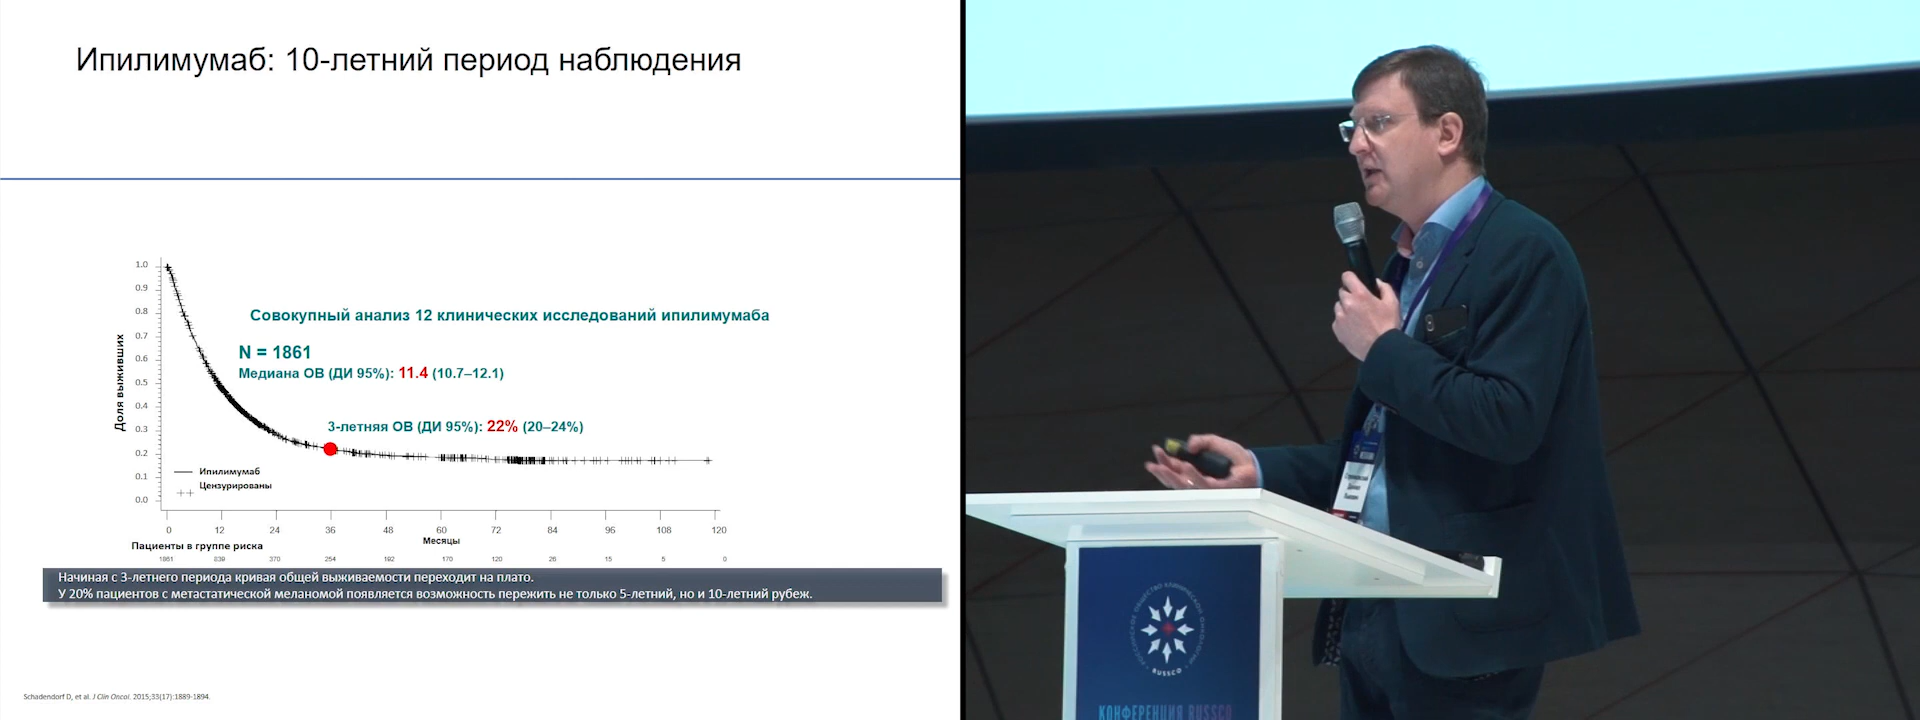 Ипилимумаб: 10-летний период наблюдения
Совокупный анализ 12 клинических исследований ипилимумаба
N = 1861
Медиана ОВ (ДИ 95%): 11.4 (10.7–12.1)
3-летняя ОВ (ДИ 95%): 22% (20–24%)
Доля выживших
1.0
0.9
0.8
0.7
0.6
0.5
0.4
0.3
0.2
0.1
0.0
Ипилимумаб
Цензурированы
0 12 24 36 48 60 72 84 96 108 120
Месяцы
Пациенты в группе риска
1861 839 370 254 192 170 120 26 15 5 0
Начиная с 3-летнего периода кривая общей выживаемости переходит на плато.
У 20% пациентов с метастатической меланомой появляется возможность пережить не только 5-летний, но и 10-летний рубеж.
Schadendorf D, et al. J Clin Oncol. 2015;33(17):1889-1894.
РОССИЙСКОЕ ОБЩЕСТВО КЛИНИЧЕСКОЙ ОНКОЛОГИИ
RUSSCO
КОНФЕРЕНЦИЯ RUSSCO